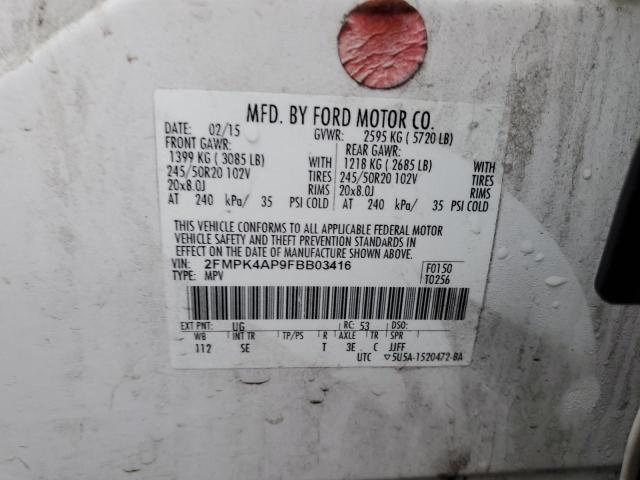 MFD. BY FORD MOTOR CO.
DATE: 02/15 GVWR: 2595 KG ( 5720 LB)
FRONT GAWR: REAR GAWR:
1399 KG ( 3085 LB) WITH 1218 KG ( 2685 LB) WITH
245/50R20 102V TIRES 245/50R20 102V TIRES
20x8.0J RIMS 20x8.0J RIMS
AT 240 kPa/ 35 PSI COLD AT 240 kPa/ 35 PSI COLD
THIS VEHICLE CONFORMS TO ALL APPLICABLE FEDERAL MOTOR
VEHICLE SAFETY AND THEFT PREVENTION STANDARDS IN
EFFECT ON THE DATE OF MANUFACTURE SHOWN ABOVE.
VIN: 2FMPK4AP9FBB03416 F0150
TYPE: MPV T0256
EXT PNT: UG RC: 53 DSO:
WB INT TR TP/PS R AXLE TR SPR
112 SE T 3E C JJFF
UTC ▽5U5A-1520472-BA